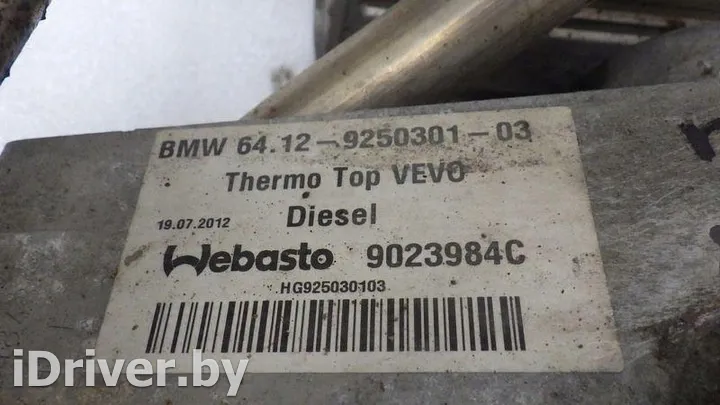 BMW 64.12-9250301-03
Thermo Top VEVO
19.07.2012 Diesel
Webasto 9023984C
HG925030103
iDriver.by